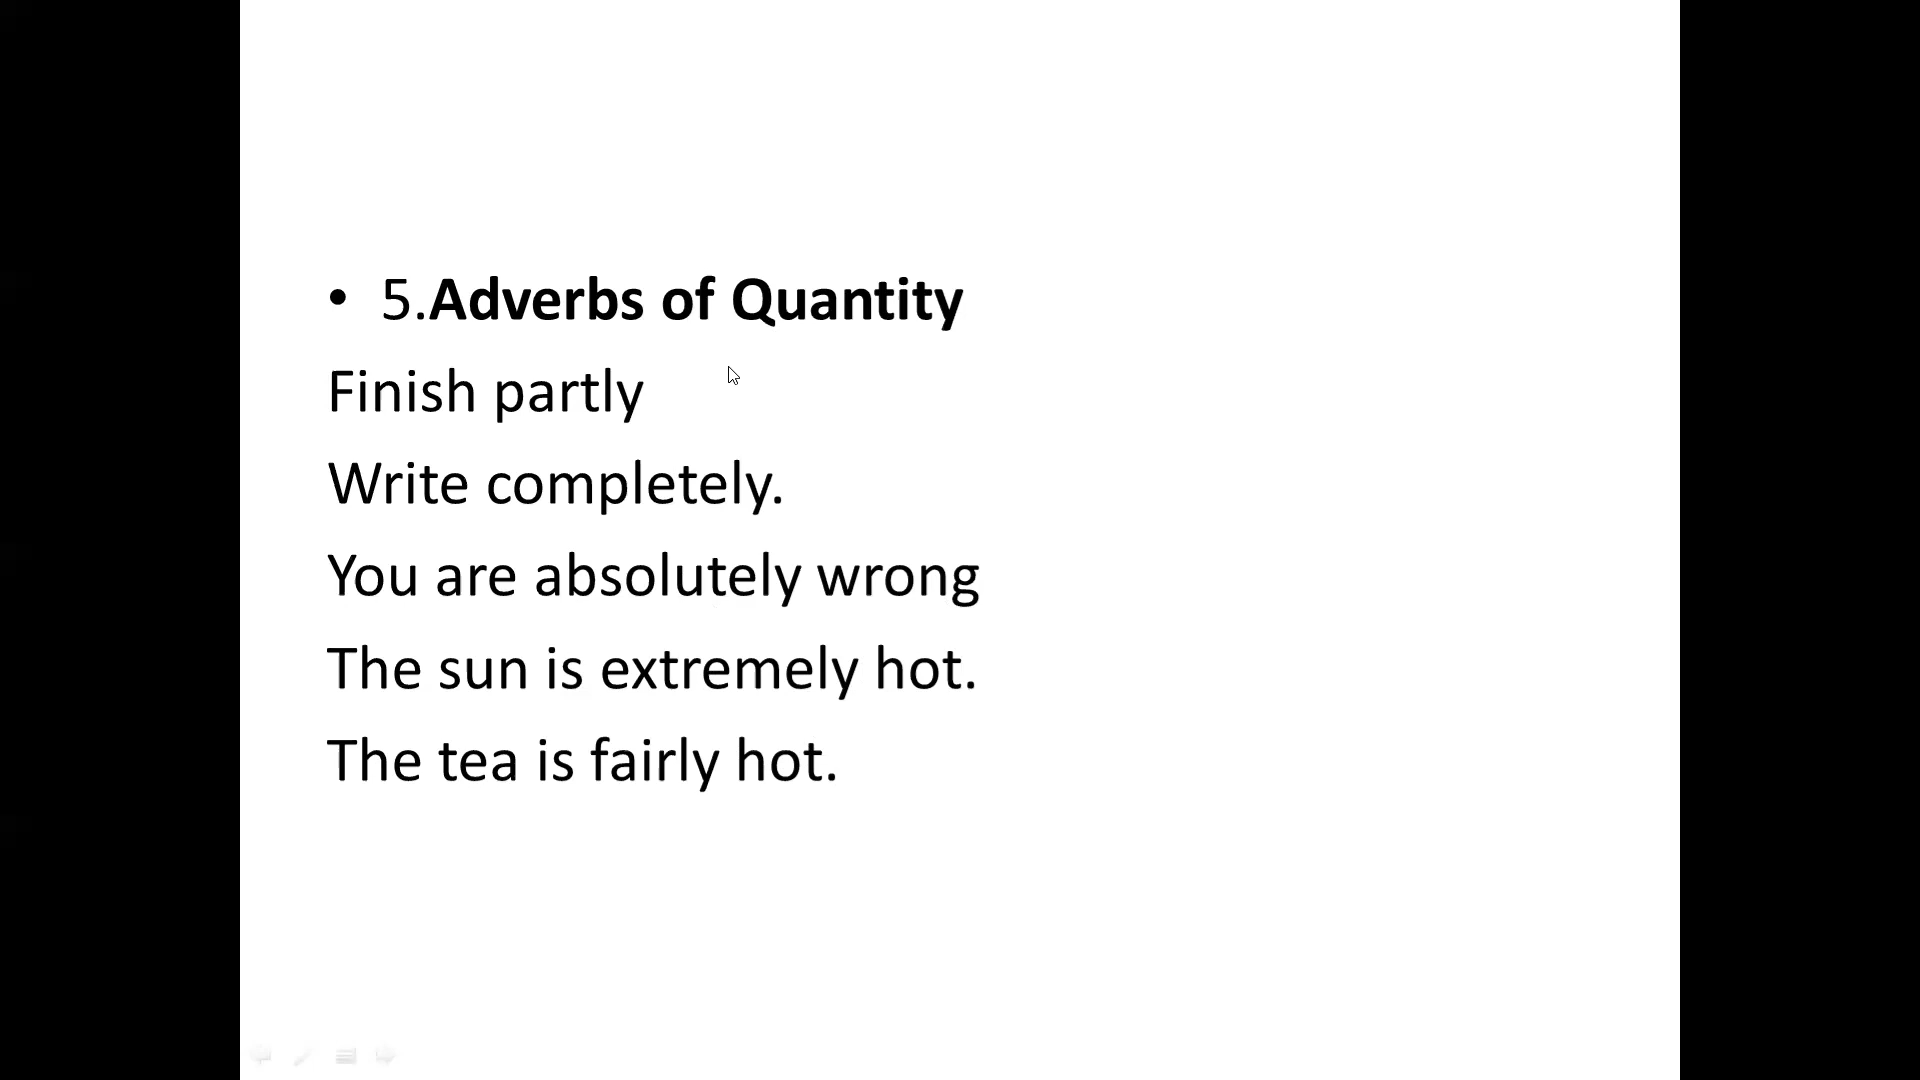 • 5.Adverbs of Quantity
Finish partly
Write completely.
You are absolutely wrong
The sun is extremely hot.
The tea is fairly hot.